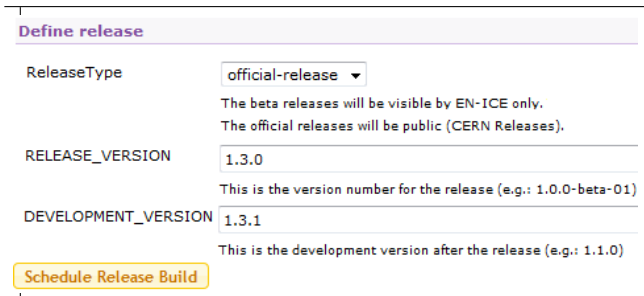 Define release
ReleaseType official-release
The beta releases will be visible by EN-ICE only.
The official releases will be public (CERN Releases).
RELEASE_VERSION 1.3.0
This is the version number for the release (e.g.: 1.0.0-beta-01)
DEVELOPMENT_VERSION 1.3.1
This is the development version after the release (e.g.: 1.1.0)
Schedule Release Build